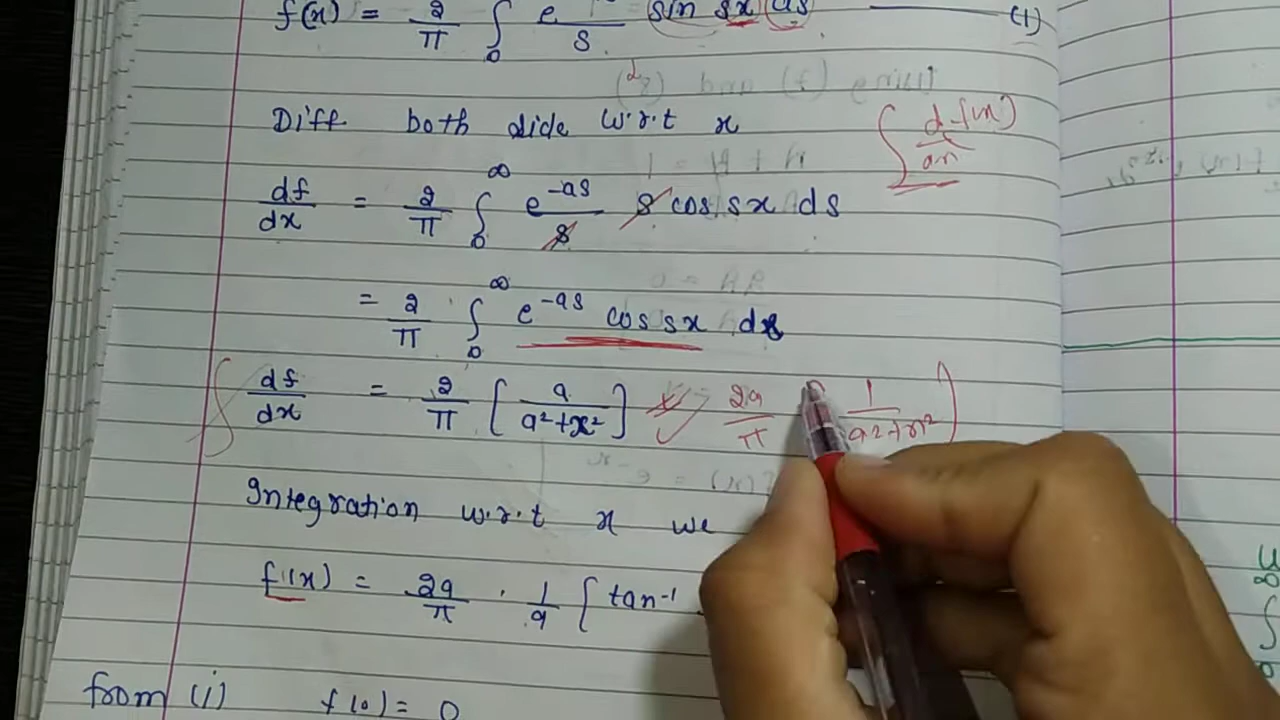 f(x) = 2/π ∫₀ e / s sin sx ds —— (1)
Diff both side w.r.t x
∫ d f(x) / dx
df/dx = 2/π ∫₀^∞ e^-as / s s cos sx ds
= 2/π ∫₀^∞ e^-as cos sx ds
∫ df/dx = 2/π [ a / a²+x² ] 2a/π ∫ 1 / a²+x² )
Integration w.r.t x we
f(x) = 2a/π · 1/a [ tan-1
from (i) f(0) = 0